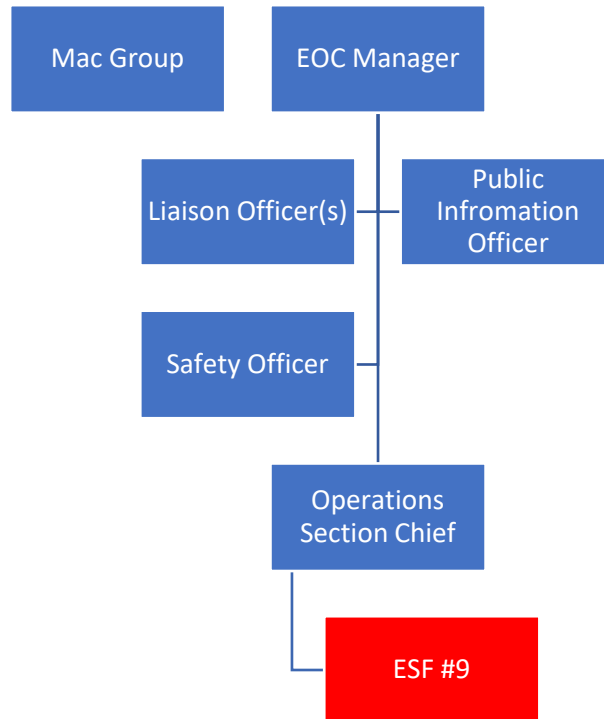 Mac Group
EOC Manager
Liaison Officer(s)
Public
Infromation
Officer
Safety Officer
Operations
Section Chief
ESF #9